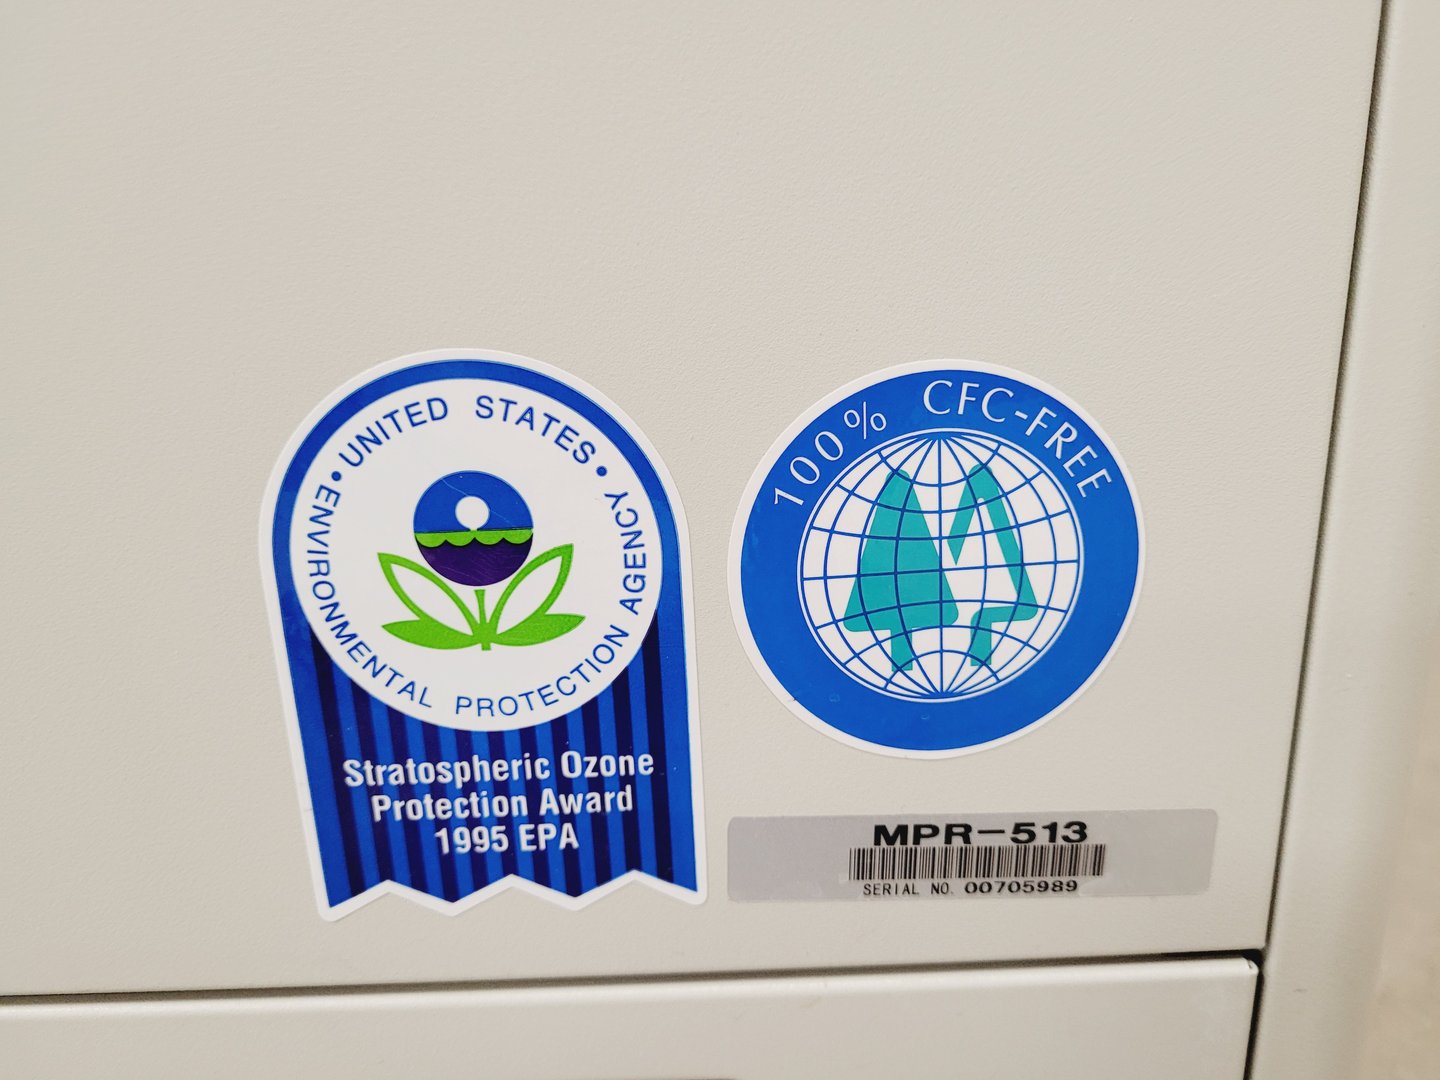 UNITED STATES
• ENVIRONMENTAL PROTECTION AGENCY •
Stratospheric Ozone
Protection Award
1995 EPA
100% CFC-FREE
MPR-513
SERIAL NO. 00705989